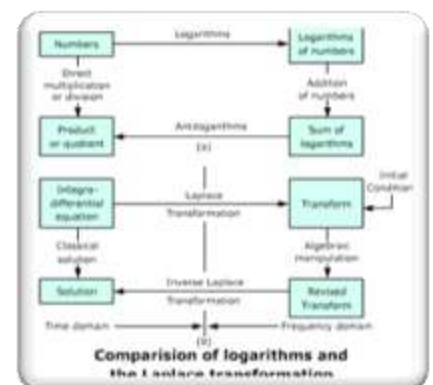 Numbers
Logarithms
Logarithms
of numbers
Direct
multiplication
or division
Addition
of numbers
Product
or quotient
Antilogarithms
Sum of
logarithms
(a)
Integro-
differential
equation
Laplace
Transformation
Transform
Initial
Condition
Classical
solution
Algebraic
manipulation
Solution
Inverse Laplace
Transformation
Revised
Transform
Time domain
Frequency domain
(b)
Comparision of logarithms and
the Laplace transformation